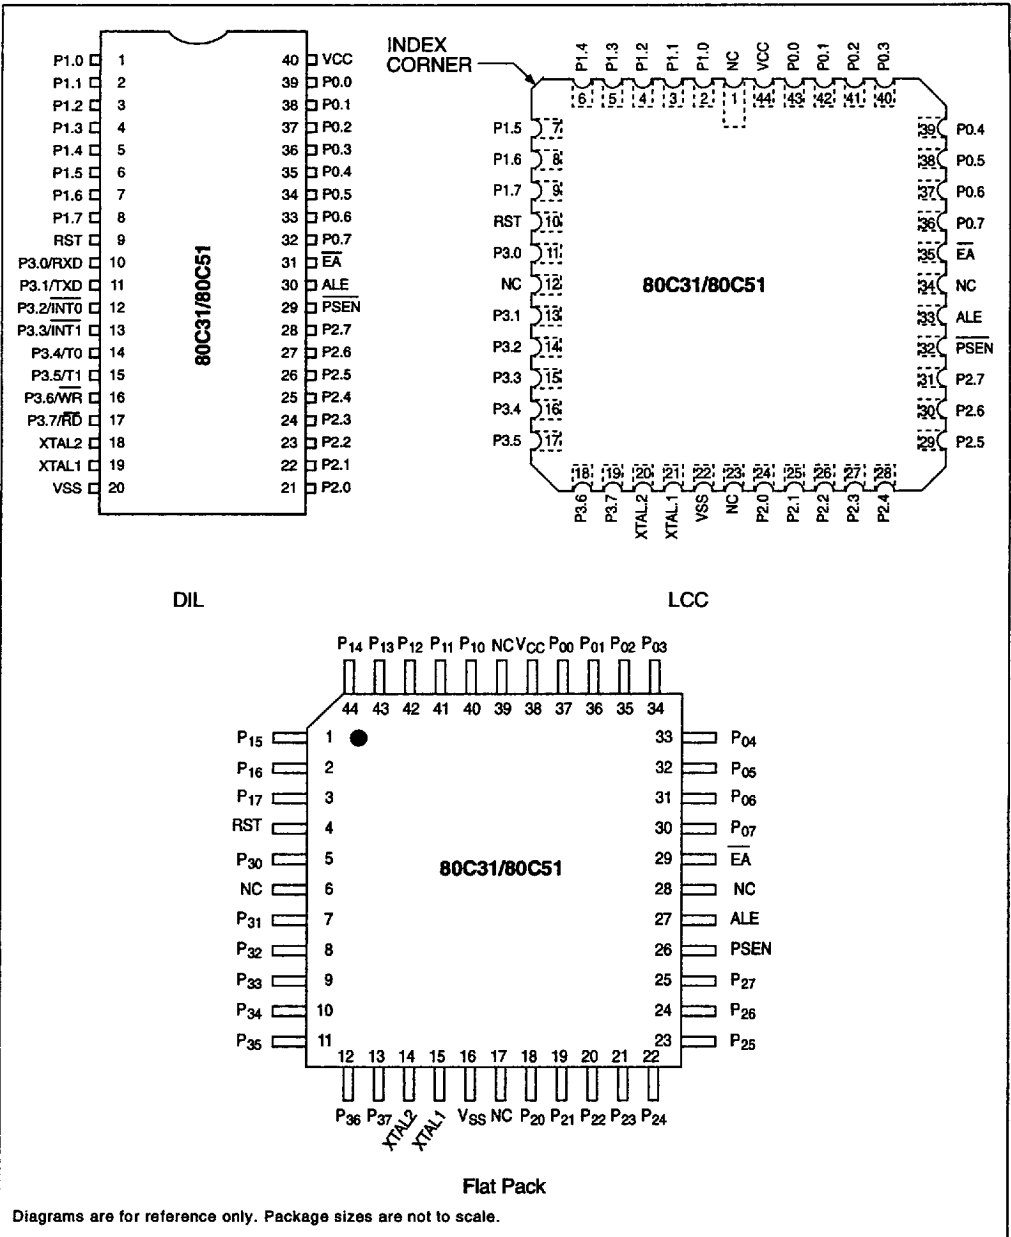 P1.0 1 40 VCC
P1.1 2 39 P0.0
P1.2 3 38 P0.1
P1.3 4 37 P0.2
P1.4 5 36 P0.3
P1.5 6 35 P0.4
P1.6 7 34 P0.5
P1.7 8 33 P0.6
RST 9 32 P0.7
P3.0/RXD 10 31 EA
P3.1/TXD 11 30 ALE
P3.2/INT0 12 29 PSEN
P3.3/INT1 13 28 P2.7
P3.4/T0 14 27 P2.6
P3.5/T1 15 26 P2.5
P3.6/WR 16 25 P2.4
P3.7/RD 17 24 P2.3
XTAL2 18 23 P2.2
XTAL1 19 22 P2.1
VSS 20 21 P2.0
80C31/80C51
DIL
INDEX
CORNER
P1.4 P1.3 P1.2 P1.1 P1.0 NC VCC P0.0 P0.1 P0.2 P0.3
6 5 4 3 2 1 44 43 42 41 40
P1.5 7 39 P0.4
P1.6 8 38 P0.5
P1.7 9 37 P0.6
RST 10 36 P0.7
P3.0 11 35 EA
NC 12 34 NC
80C31/80C51
P3.1 13 33 ALE
P3.2 14 32 PSEN
P3.3 15 31 P2.7
P3.4 16 30 P2.6
P3.5 17 29 P2.5
18 19 20 21 22 23 24 25 26 27 28
P3.6 P3.7 XTAL.2 XTAL.1 VSS NC P2.0 P2.1 P2.2 P2.3 P2.4
LCC
P14 P13 P12 P11 P10 NC VCC P00 P01 P02 P03
44 43 42 41 40 39 38 37 36 35 34
P15 1 33 P04
P16 2 32 P05
P17 3 31 P06
RST 4 30 P07
P30 5 29 EA
80C31/80C51
NC 6 28 NC
P31 7 27 ALE
P32 8 26 PSEN
P33 9 25 P27
P34 10 24 P26
P35 11 23 P25
12 13 14 15 16 17 18 19 20 21 22
P36 P37 XTAL2 XTAL1 VSS NC P20 P21 P22 P23 P24
Flat Pack
Diagrams are for reference only. Package sizes are not to scale.